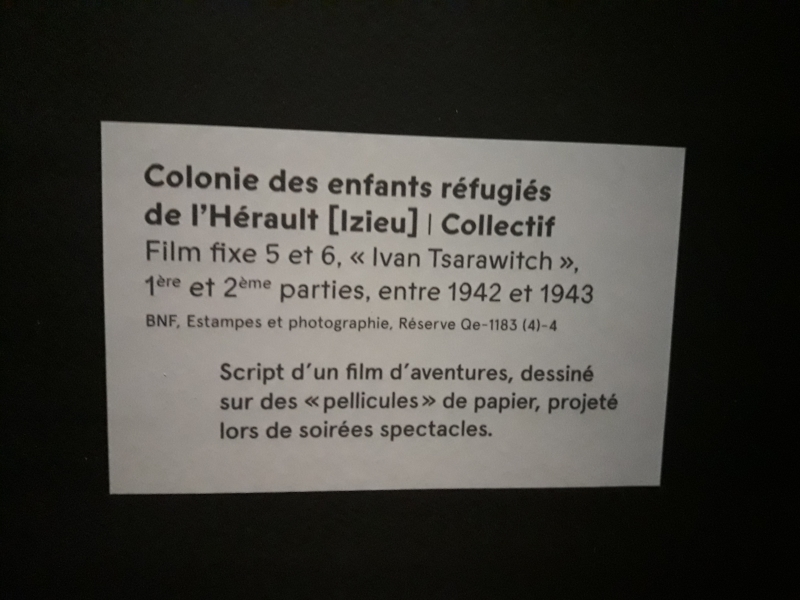 Colonie des enfants réfugiés
de l'Hérault [Izieu] | Collectif
Film fixe 5 et 6, « Ivan Tsarawitch »,
1ère et 2ème parties, entre 1942 et 1943
BNF, Estampes et photographie, Réserve Qe-1183 (4)-4
Script d'un film d'aventures, dessiné
sur des « pellicules » de papier, projeté
lors de soirées spectacles.